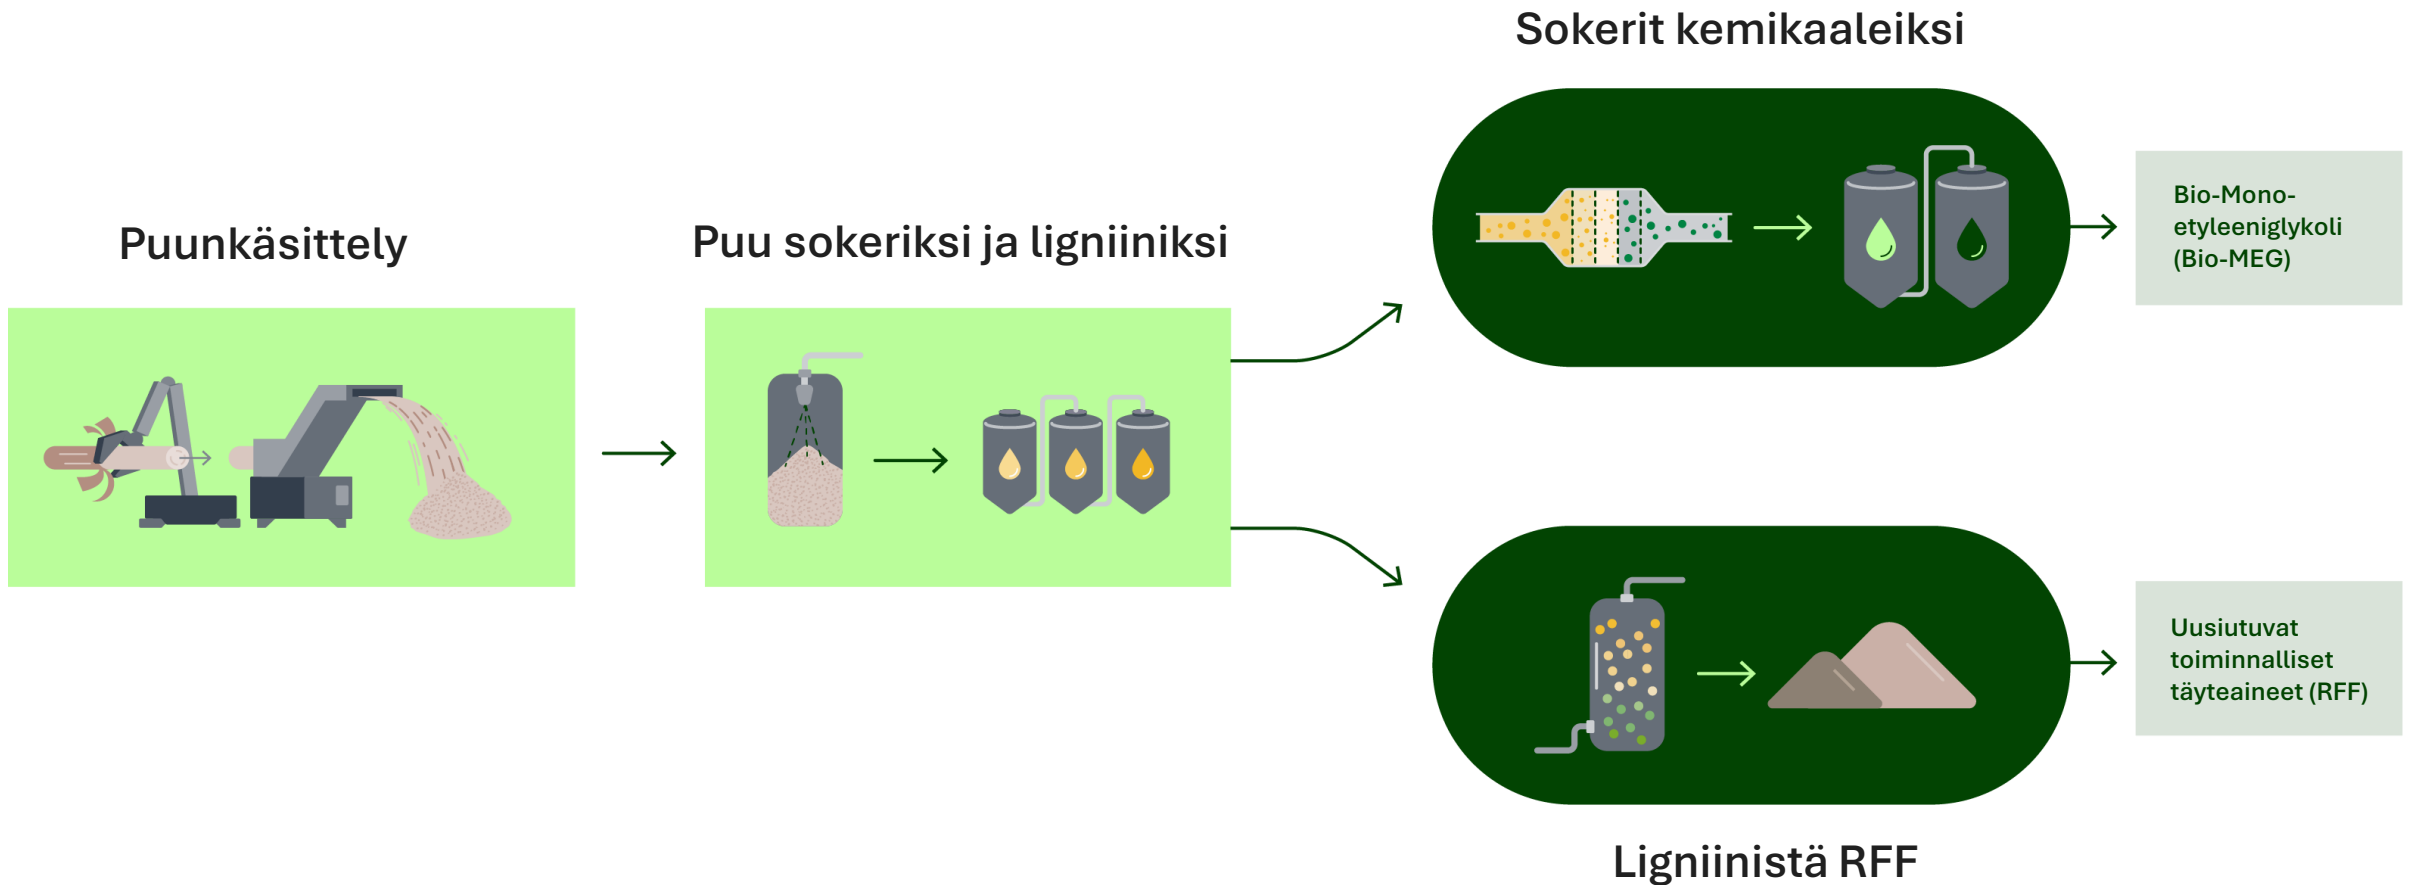 Puunkäsittely
Puu sokeriksi ja ligniiniksi
Sokerit kemikaaleiksi
Bio-Mono-
etyleeniglykoli
(Bio-MEG)
Uusiutuvat
toiminnalliset
täyteaineet (RFF)
Ligniinistä RFF